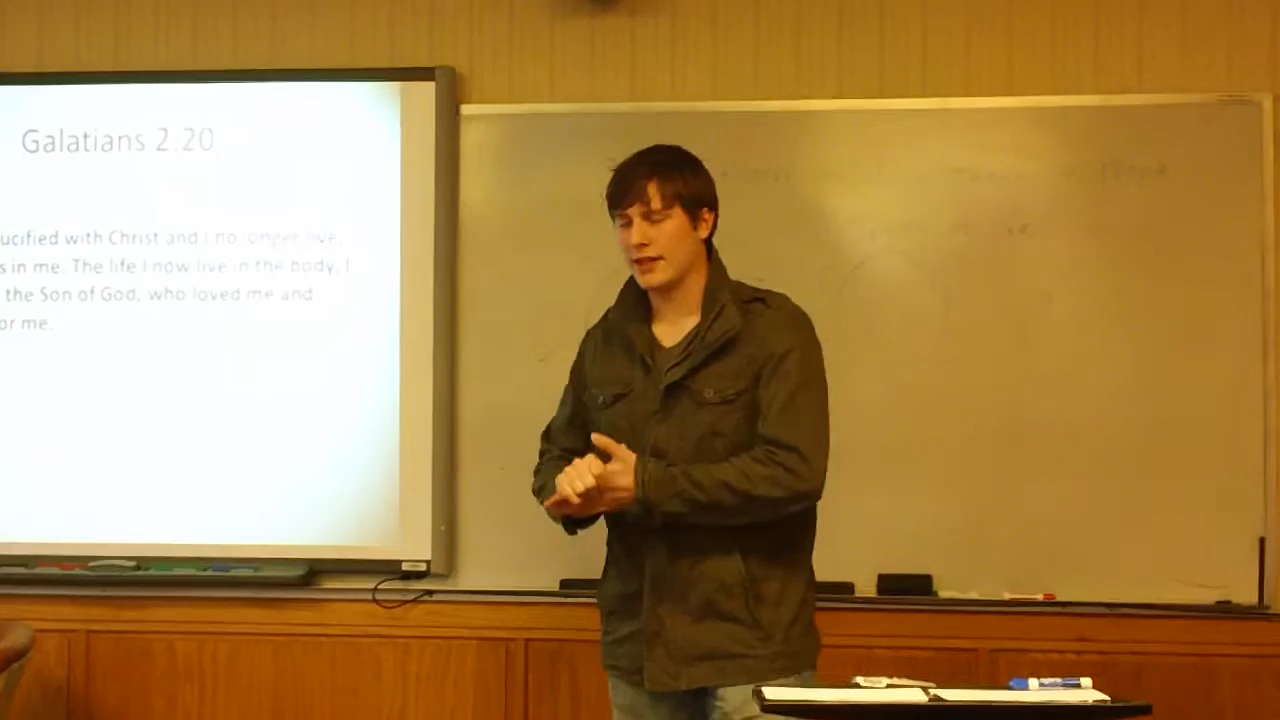 Galatians 2.20
ucified with Christ and I no longer live,
s in me. The life I now live in the body, I
the Son of God, who loved me and
or me.